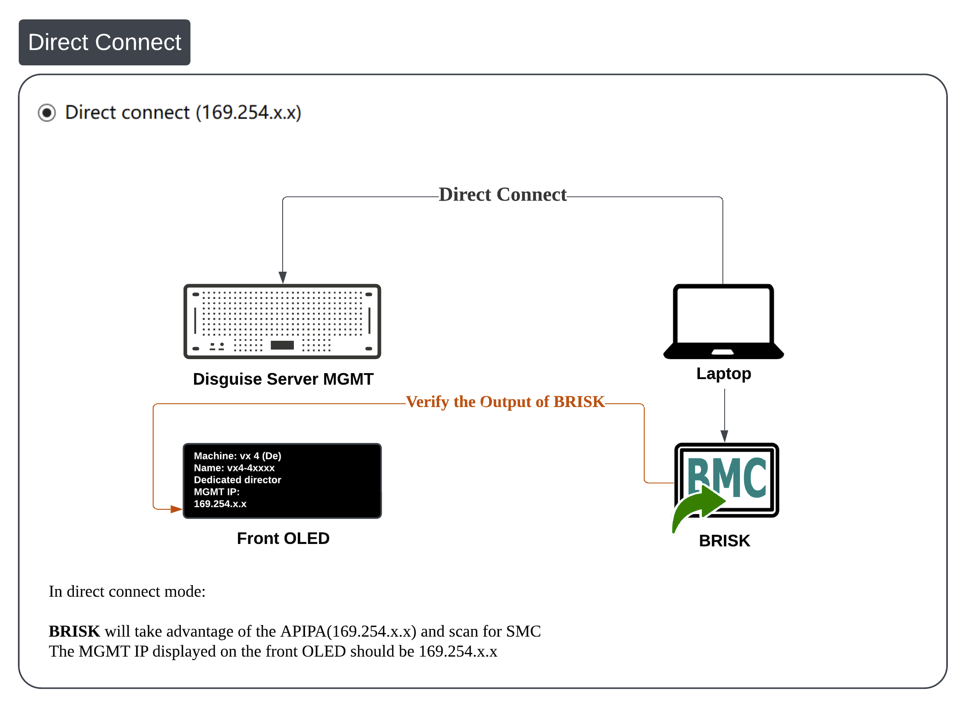 Direct Connect
Direct connect (169.254.x.x)
Direct Connect
Disguise Server MGMT
Laptop
Verify the Output of BRISK
Machine: vx 4 (De)
Name: vx4-4xxxx
Dedicated director
MGMT IP:
169.254.x.x
BMC
Front OLED
BRISK
In direct connect mode:
BRISK will take advantage of the APIPA(169.254.x.x) and scan for SMC
The MGMT IP displayed on the front OLED should be 169.254.x.x